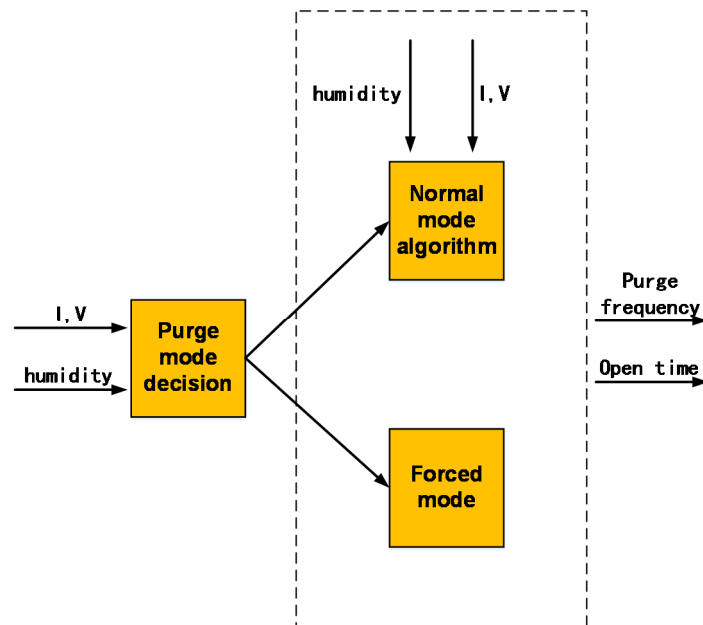 humidity
I,V
Normal
mode
algorithm
I,V
humidity
Purge
mode
decision
Purge
frequency
Open time
Forced
mode